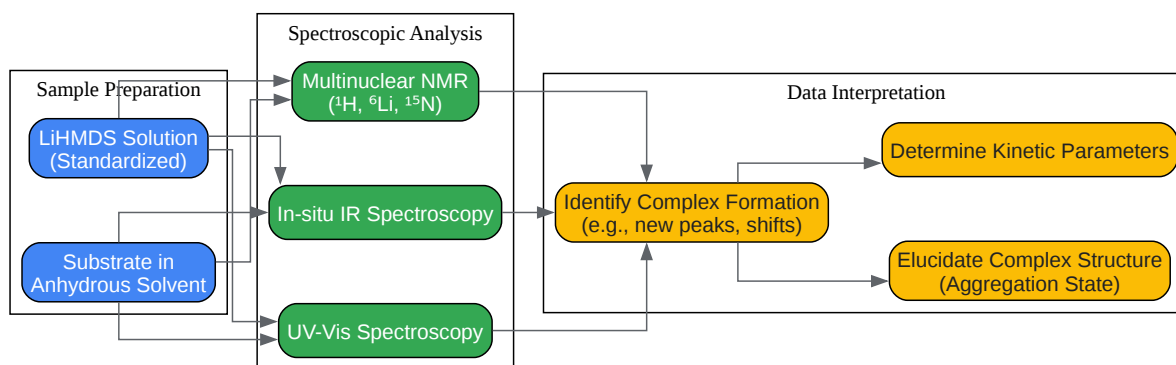 Sample Preparation
LiHMDS Solution
(Standardized)
Substrate in
Anhydrous Solvent
Spectroscopic Analysis
Multinuclear NMR
(¹H, ⁶Li, ¹⁵N)
In-situ IR Spectroscopy
UV-Vis Spectroscopy
Data Interpretation
Identify Complex Formation
(e.g., new peaks, shifts)
Determine Kinetic Parameters
Elucidate Complex Structure
(Aggregation State)